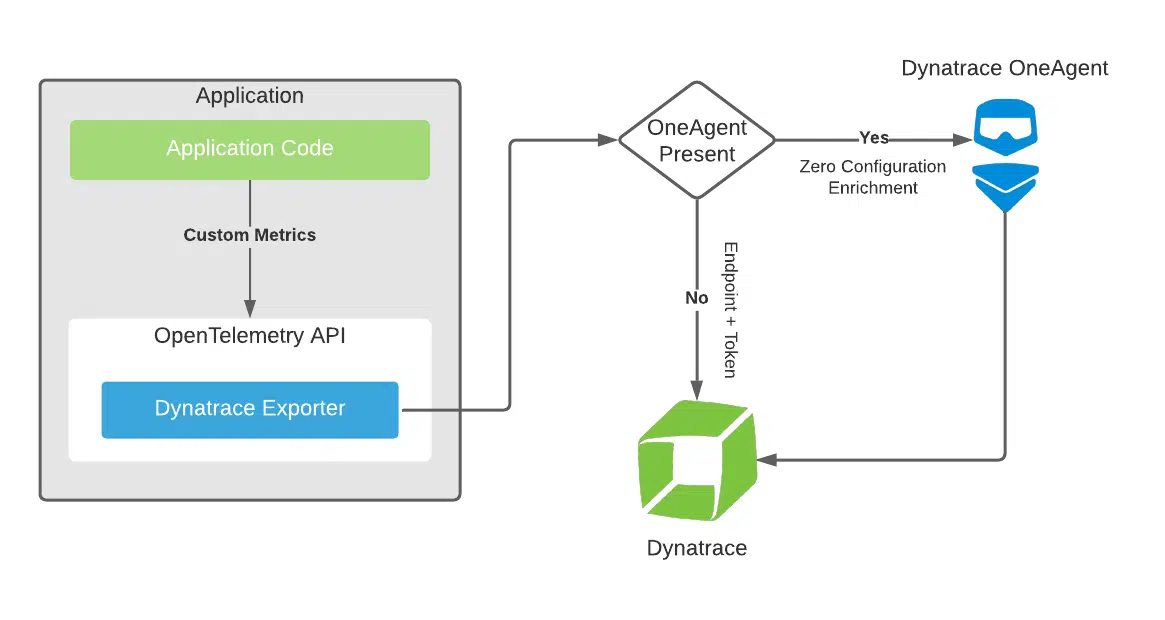 Application
Application Code
Custom Metrics
OpenTelemetry API
Dynatrace Exporter
OneAgent
Present
Yes
Zero Configuration
Enrichment
Dynatrace OneAgent
No
Endpoint + Token
Dynatrace